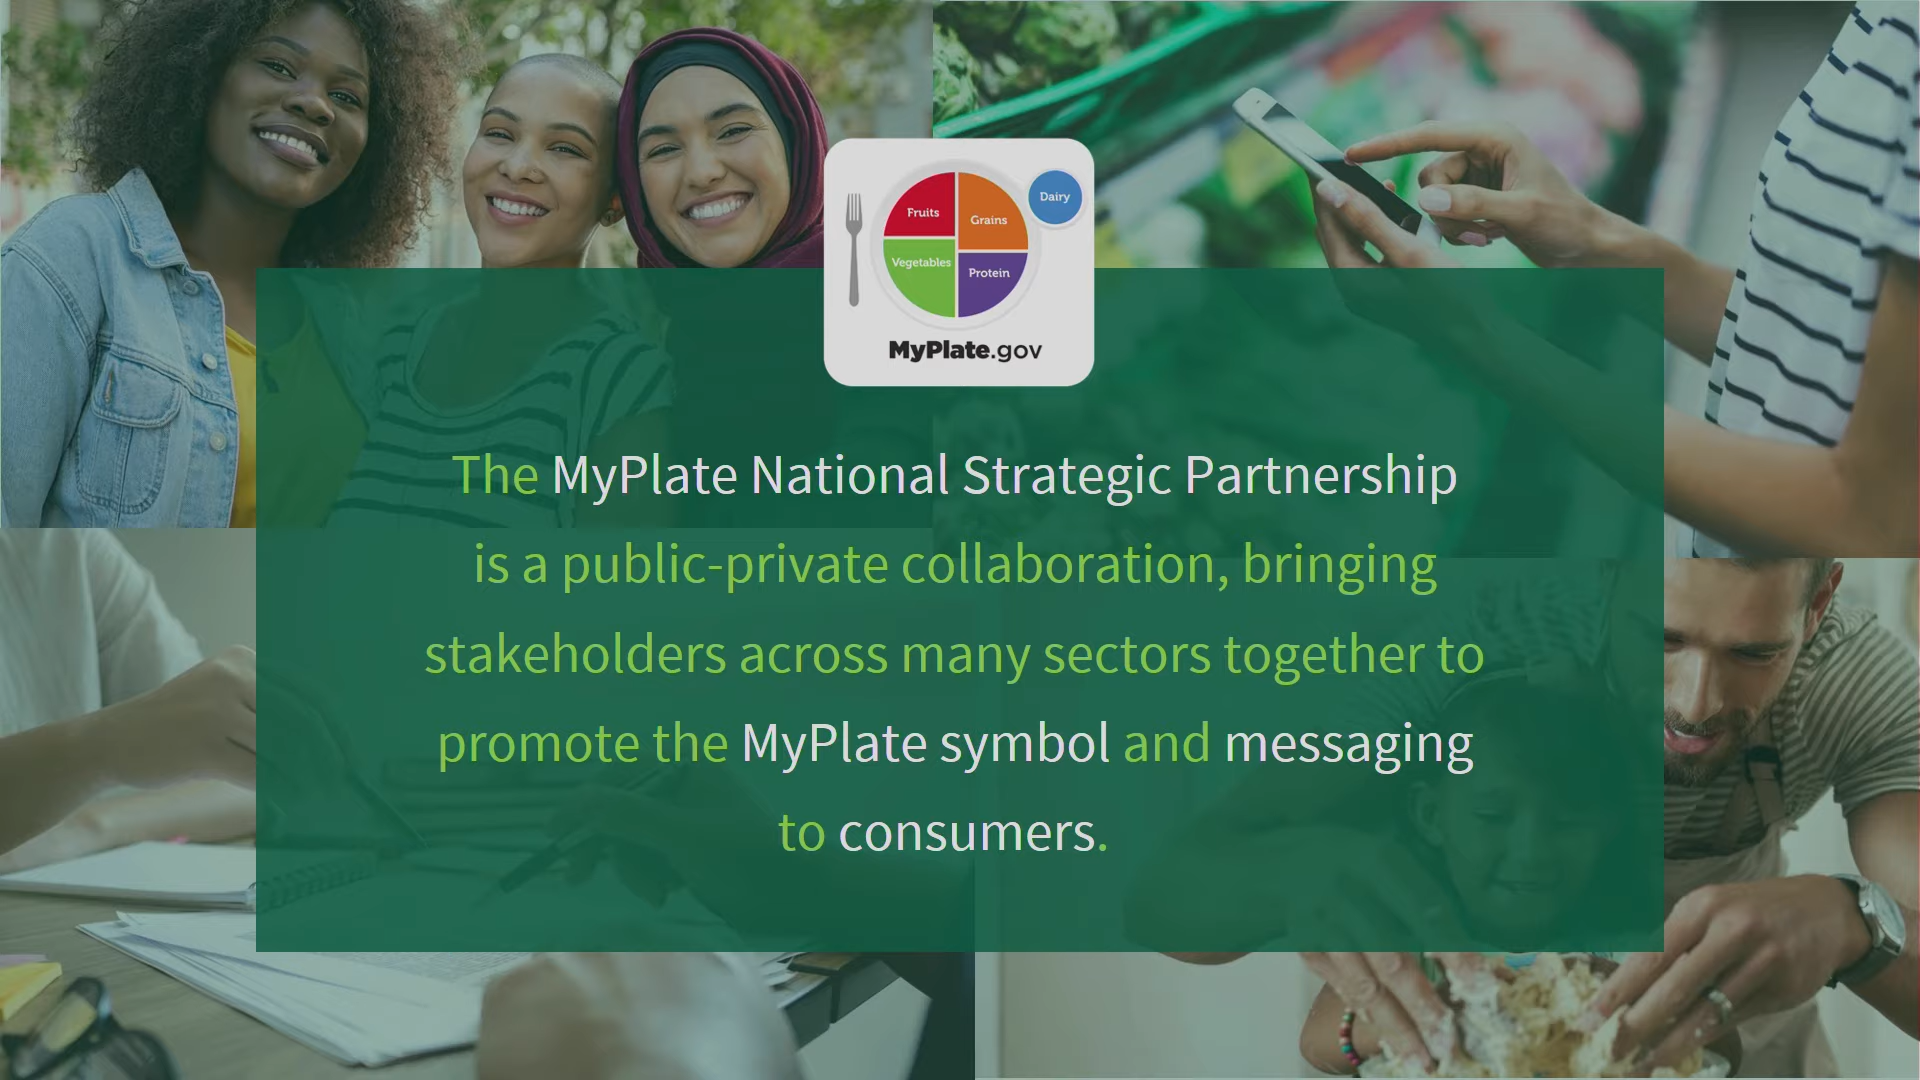 Fruits
Grains
Dairy
Vegetables
Protein
MyPlate.gov
The MyPlate National Strategic Partnership
is a public-private collaboration, bringing
stakeholders across many sectors together to
promote the MyPlate symbol and messaging
to consumers.